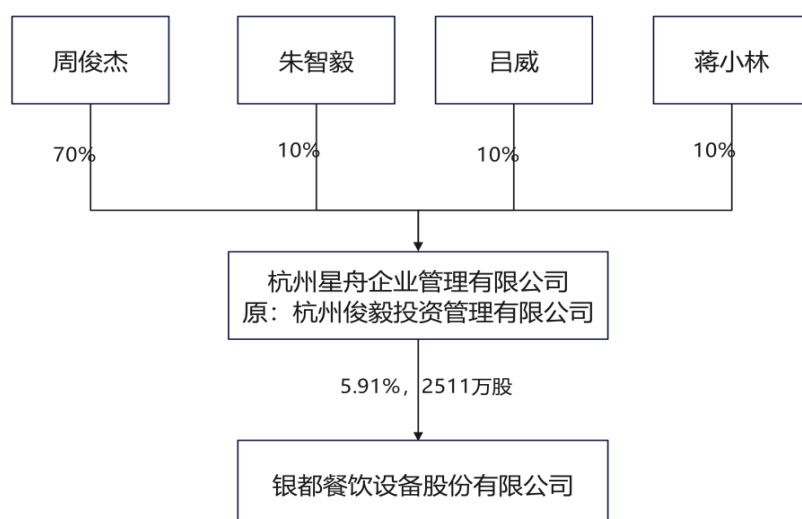 周俊杰
朱智毅
吕威
蒋小林
70%
10%
10%
10%
杭州星舟企业管理有限公司
原：杭州俊毅投资管理有限公司
5.91%，2511万股
银都餐饮设备股份有限公司